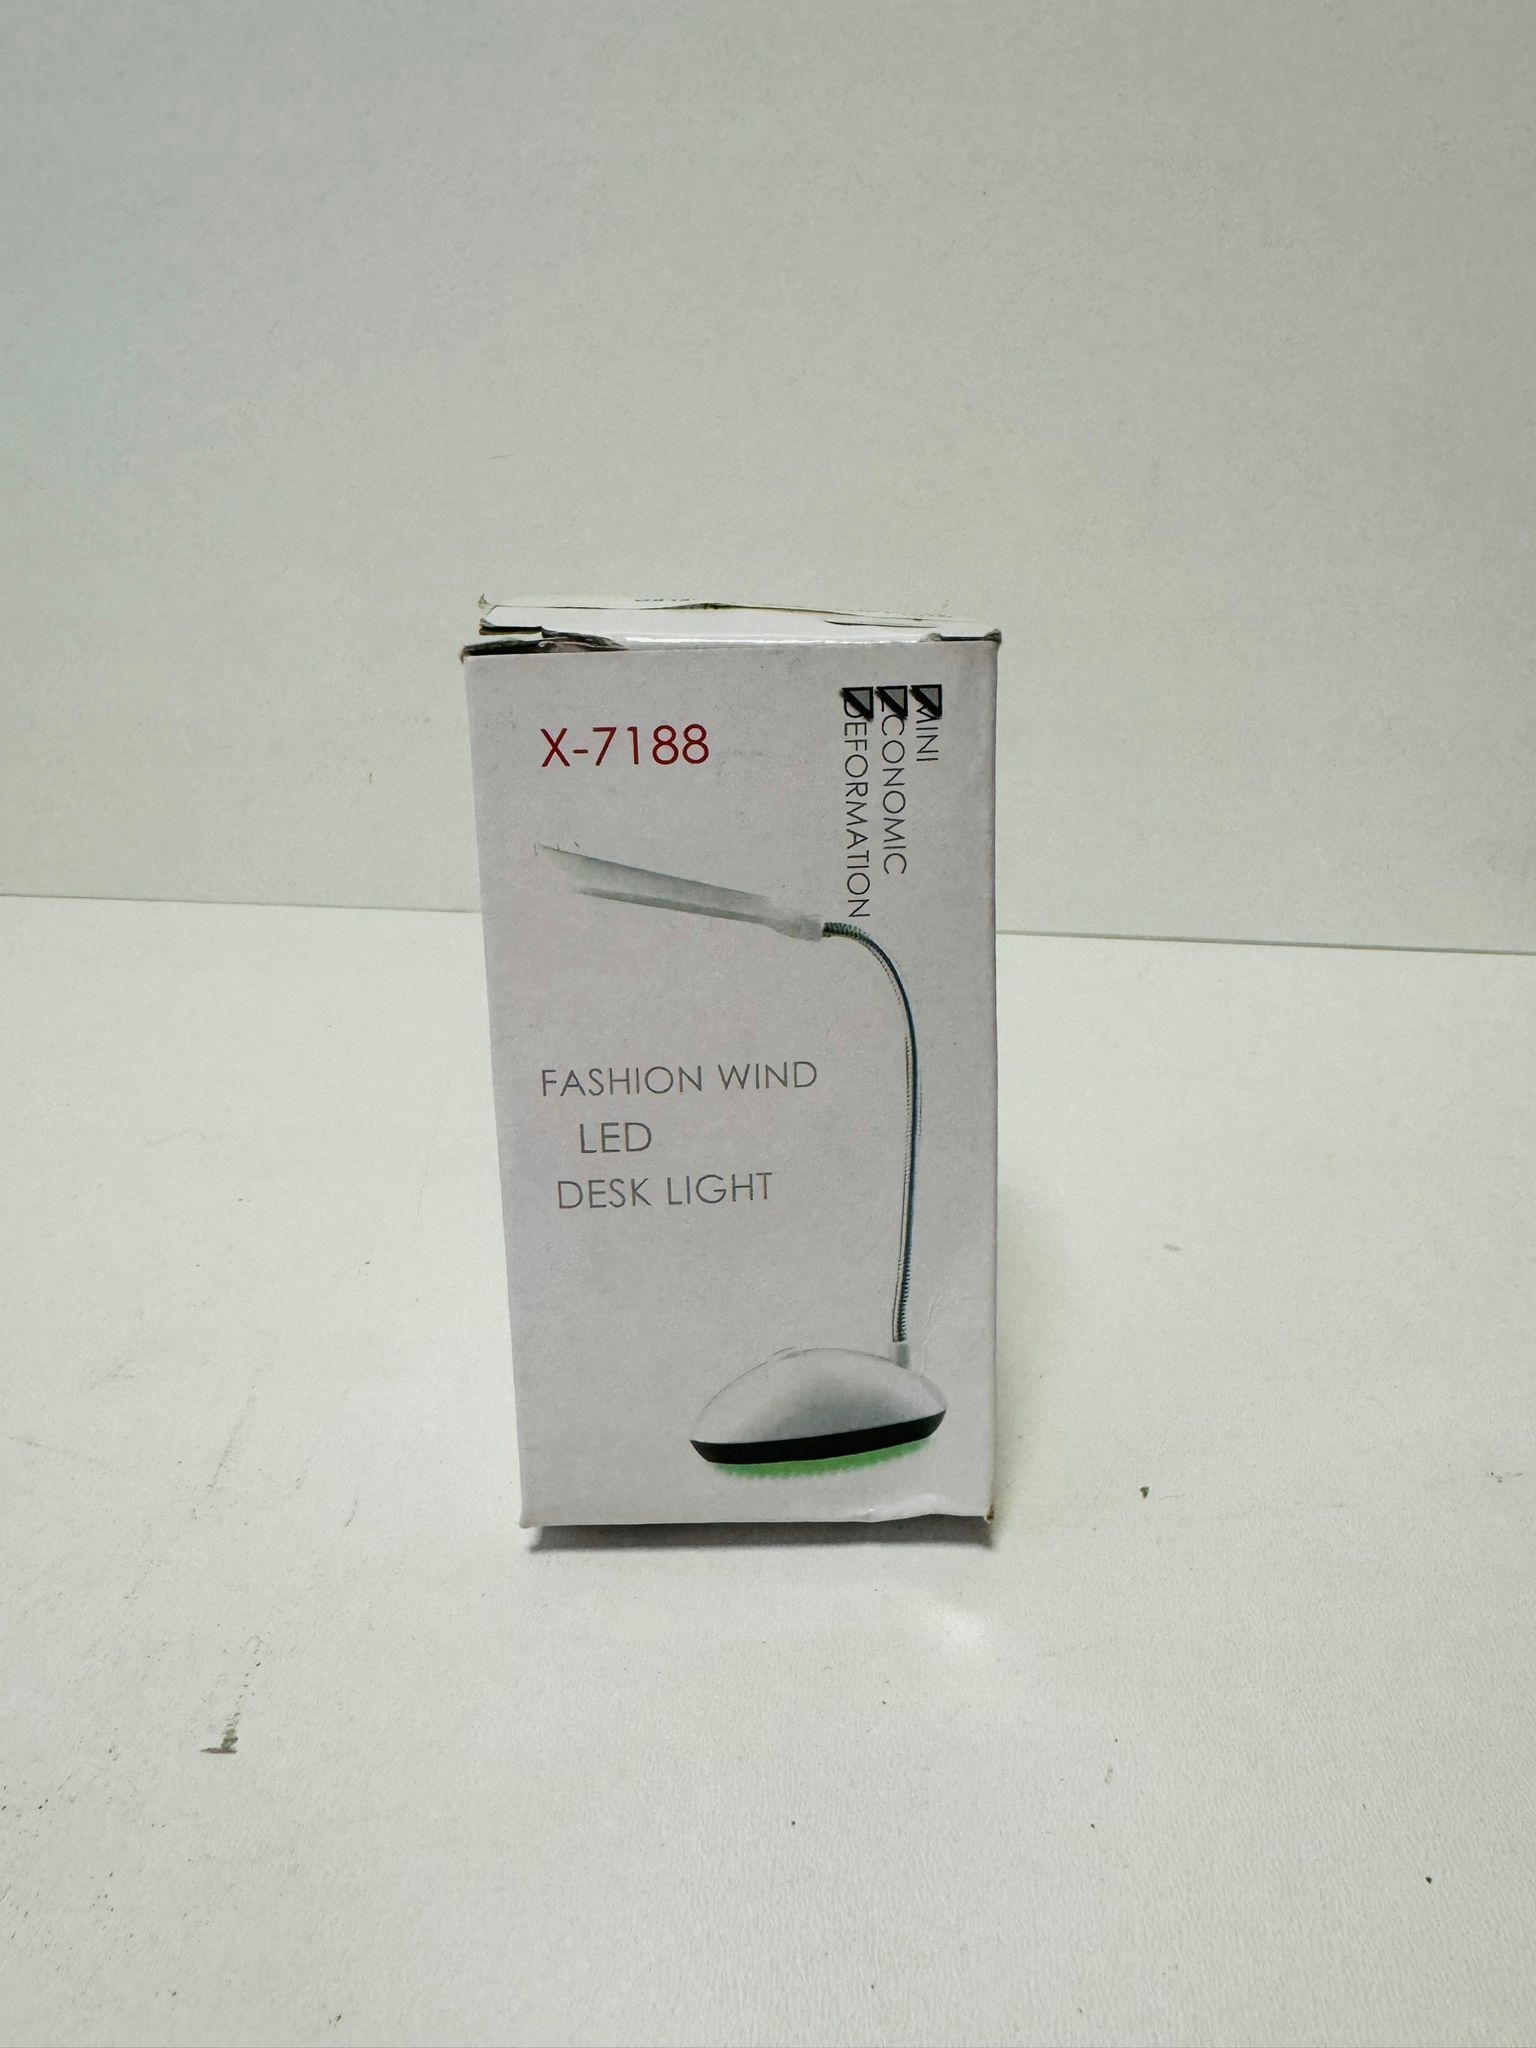 X-7188
MINI
ECONOMIC
DEFORMATION
FASHION WIND
LED
DESK LIGHT